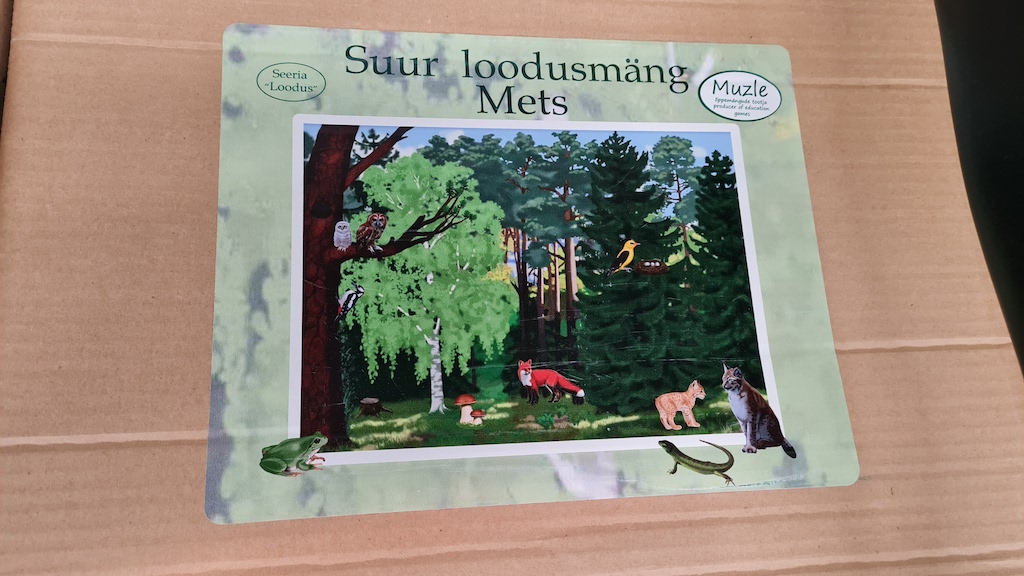 Suur loodusmäng
Mets
Seeria
"Loodus"
Muzle
õppemängude tootja
producer of education
games